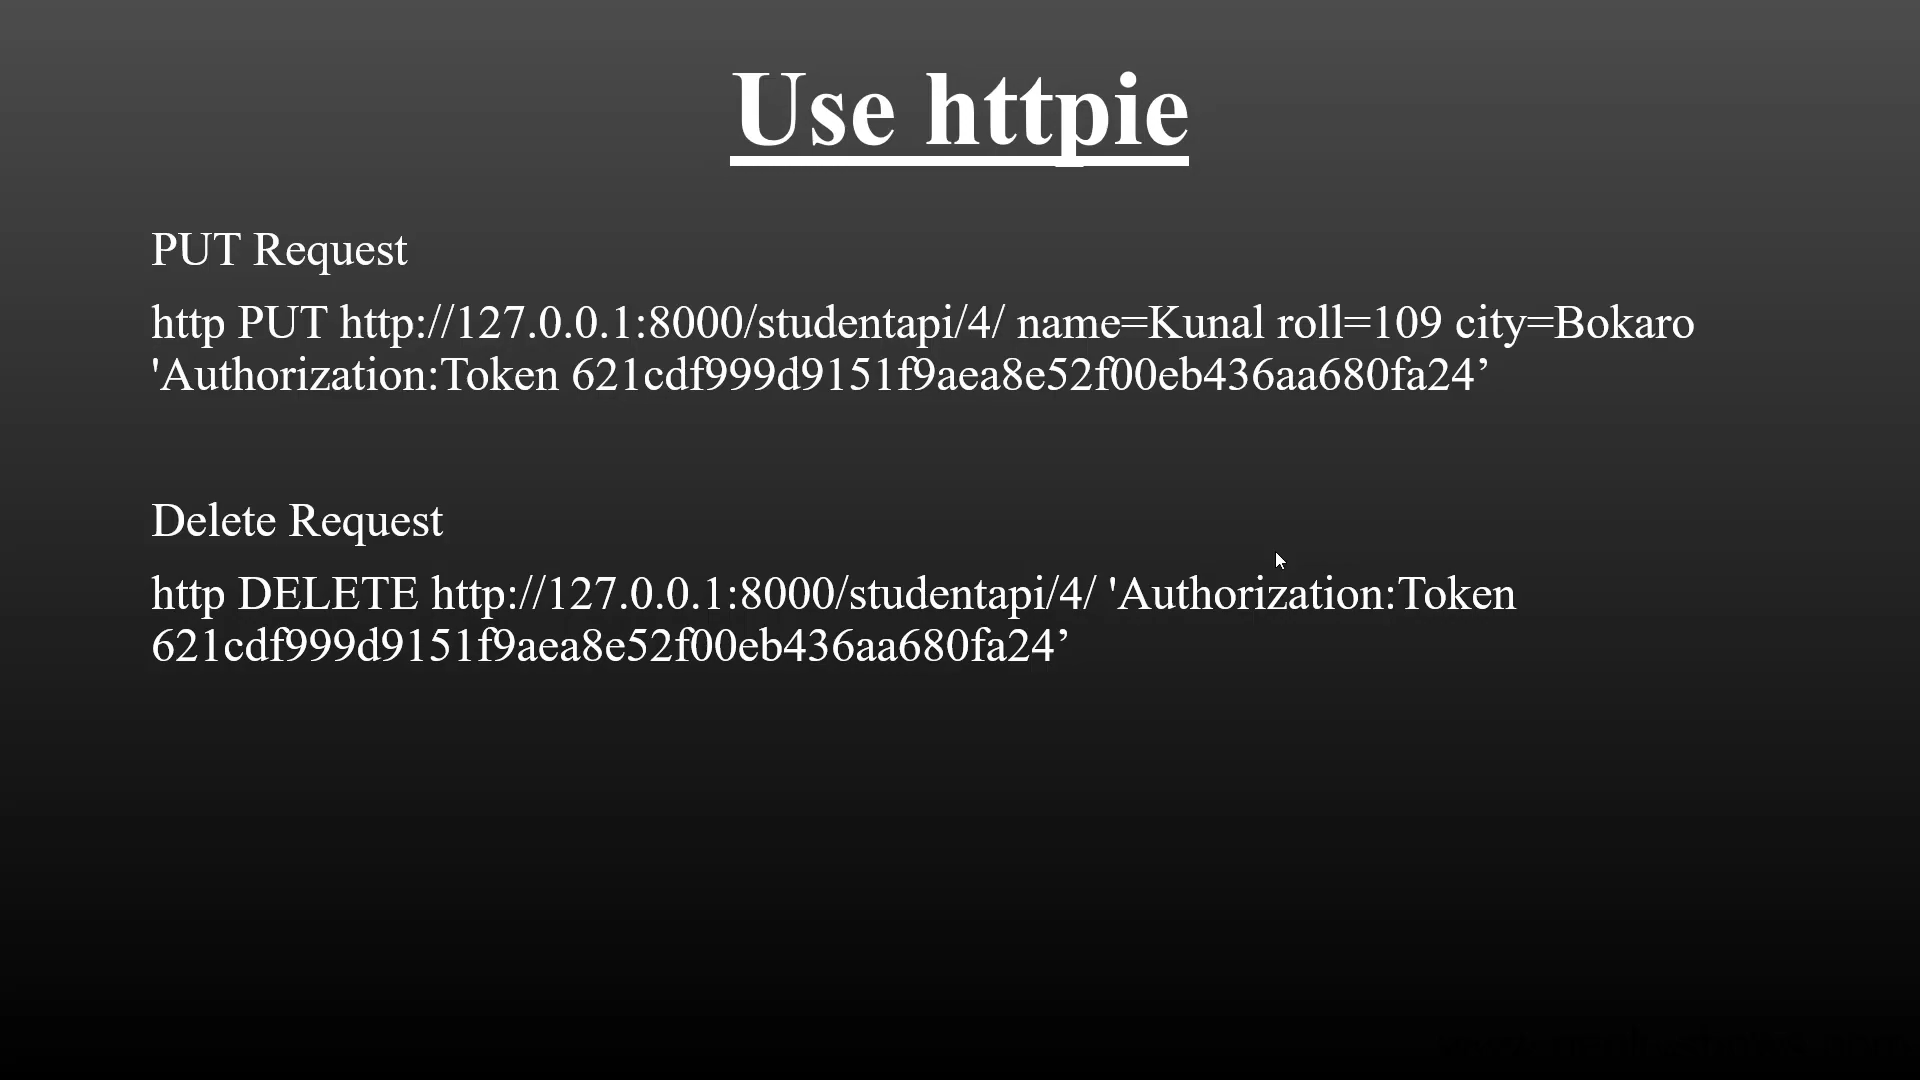 Use httpie
PUT Request
http PUT http://127.0.0.1:8000/studentapi/4/ name=Kunal roll=109 city=Bokaro
'Authorization:Token 621cdf999d9151f9aea8e52f00eb436aa680fa24’
Delete Request
http DELETE http://127.0.0.1:8000/studentapi/4/ 'Authorization:Token
621cdf999d9151f9aea8e52f00eb436aa680fa24’